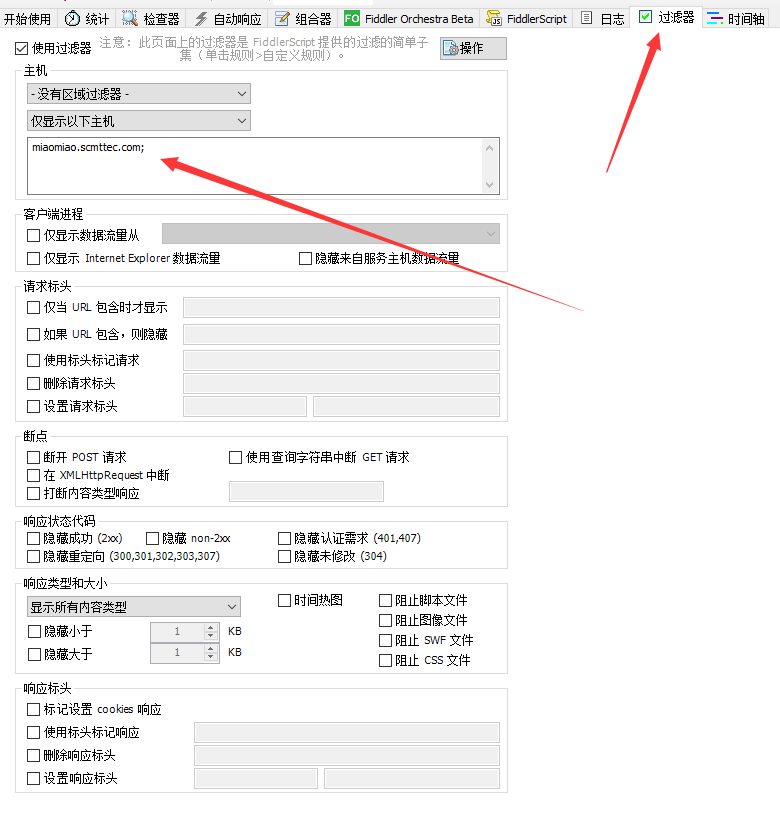 开始使用 统计 检查器 自动响应 组合器 FO Fiddler Orchestra Beta JS FiddlerScript 日志 过滤器 时间轴
使用过滤器 注意：此页面上的过滤器是 FiddlerScript 提供的过滤的简单子
集（单击规则>自定义规则）。 操作
主机
- 没有区域过滤器 -
仅显示以下主机
miaomiao.scmttec.com;
客户端进程
仅显示数据流量从
仅显示 Internet Explorer 数据流量 隐藏来自服务主机数据流量
请求标头
仅当 URL 包含时才显示
如果 URL 包含，则隐藏
使用标头标记请求
删除请求标头
设置请求标头
断点
断开 POST 请求 使用查询字符串中断 GET 请求
在 XMLHttpRequest 中断
打断内容类型响应
响应状态代码
隐藏成功 (2xx) 隐藏 non-2xx 隐藏认证需求 (401,407)
隐藏重定向 (300,301,302,303,307) 隐藏未修改 (304)
响应类型和大小
显示所有内容类型 时间热图 阻止脚本文件
阻止图像文件
隐藏小于 1 KB 阻止 SWF 文件
隐藏大于 1 KB 阻止 CSS 文件
响应标头
标记设置 cookies 响应
使用标头标记响应
删除响应标头
设置响应标头